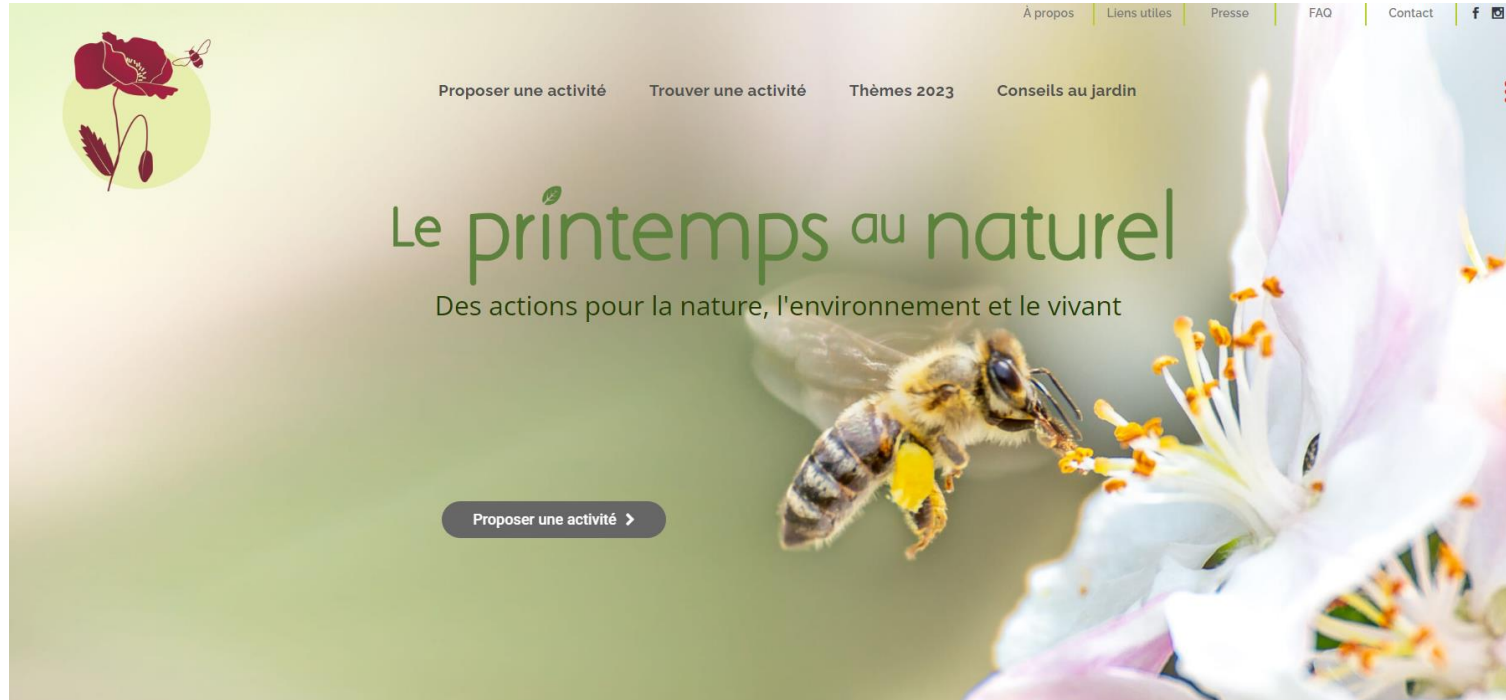 À propos Liens utiles Presse FAQ Contact
Proposer une activité Trouver une activité Thèmes 2023 Conseils au jardin
Le printemps au naturel
Des actions pour la nature, l'environnement et le vivant
Proposer une activité